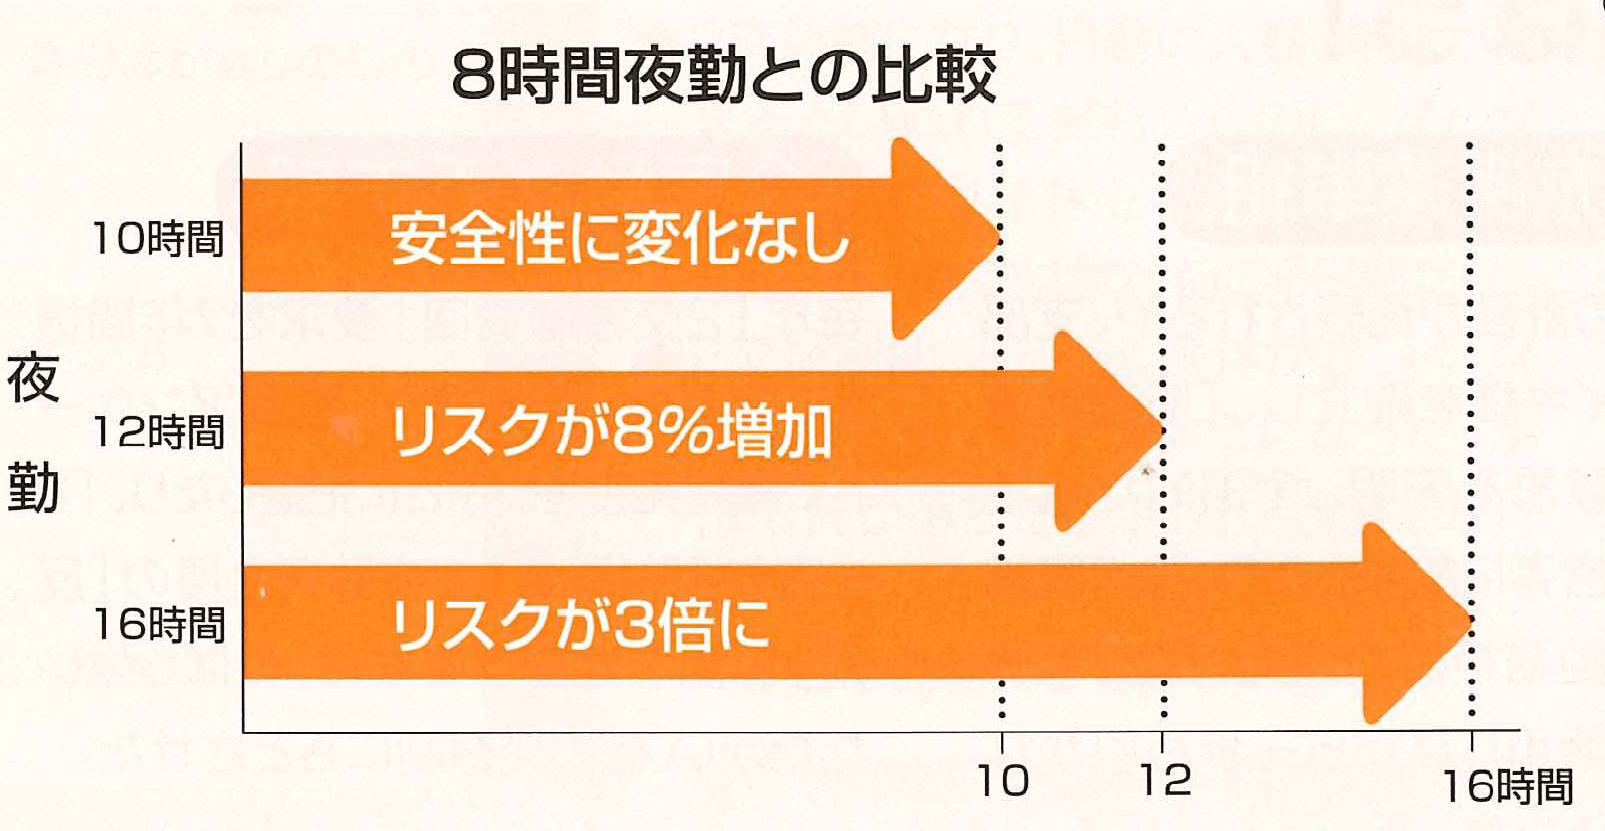 8時間夜勤との比較
10時間
安全性に変化なし
夜勤
12時間
リスクが8%増加
16時間
リスクが3倍に
10
12
16時間